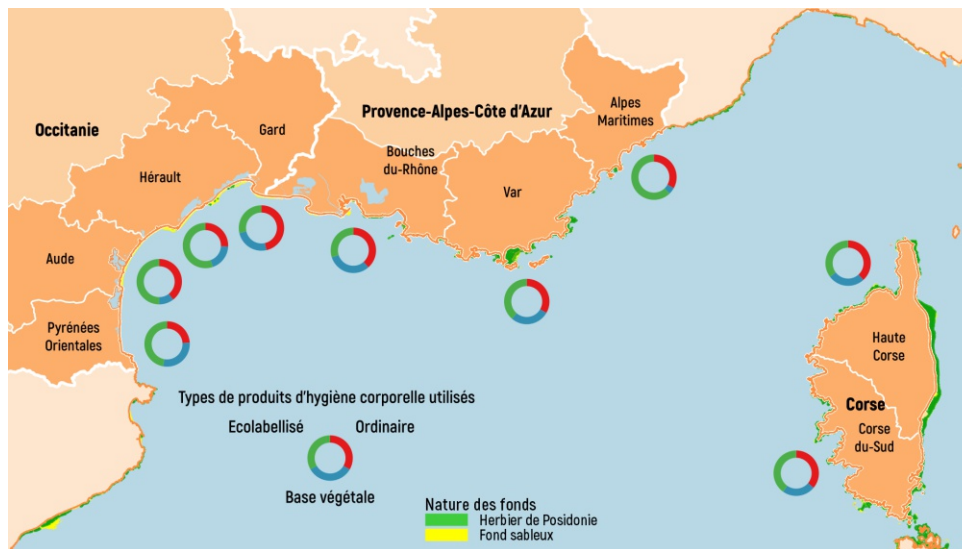 Occitanie
Provence-Alpes-Côte d'Azur
Alpes
Maritimes
Gard
Bouches
du-Rhône
Hérault
Var
Aude
Pyrénées
Orientales
Haute
Corse
Corse
Corse
du-Sud
Types de produits d'hygiène corporelle utilisés
Ecolabellisé Ordinaire
Base végétale
Nature des fonds
Herbier de Posidonie
Fond sableux